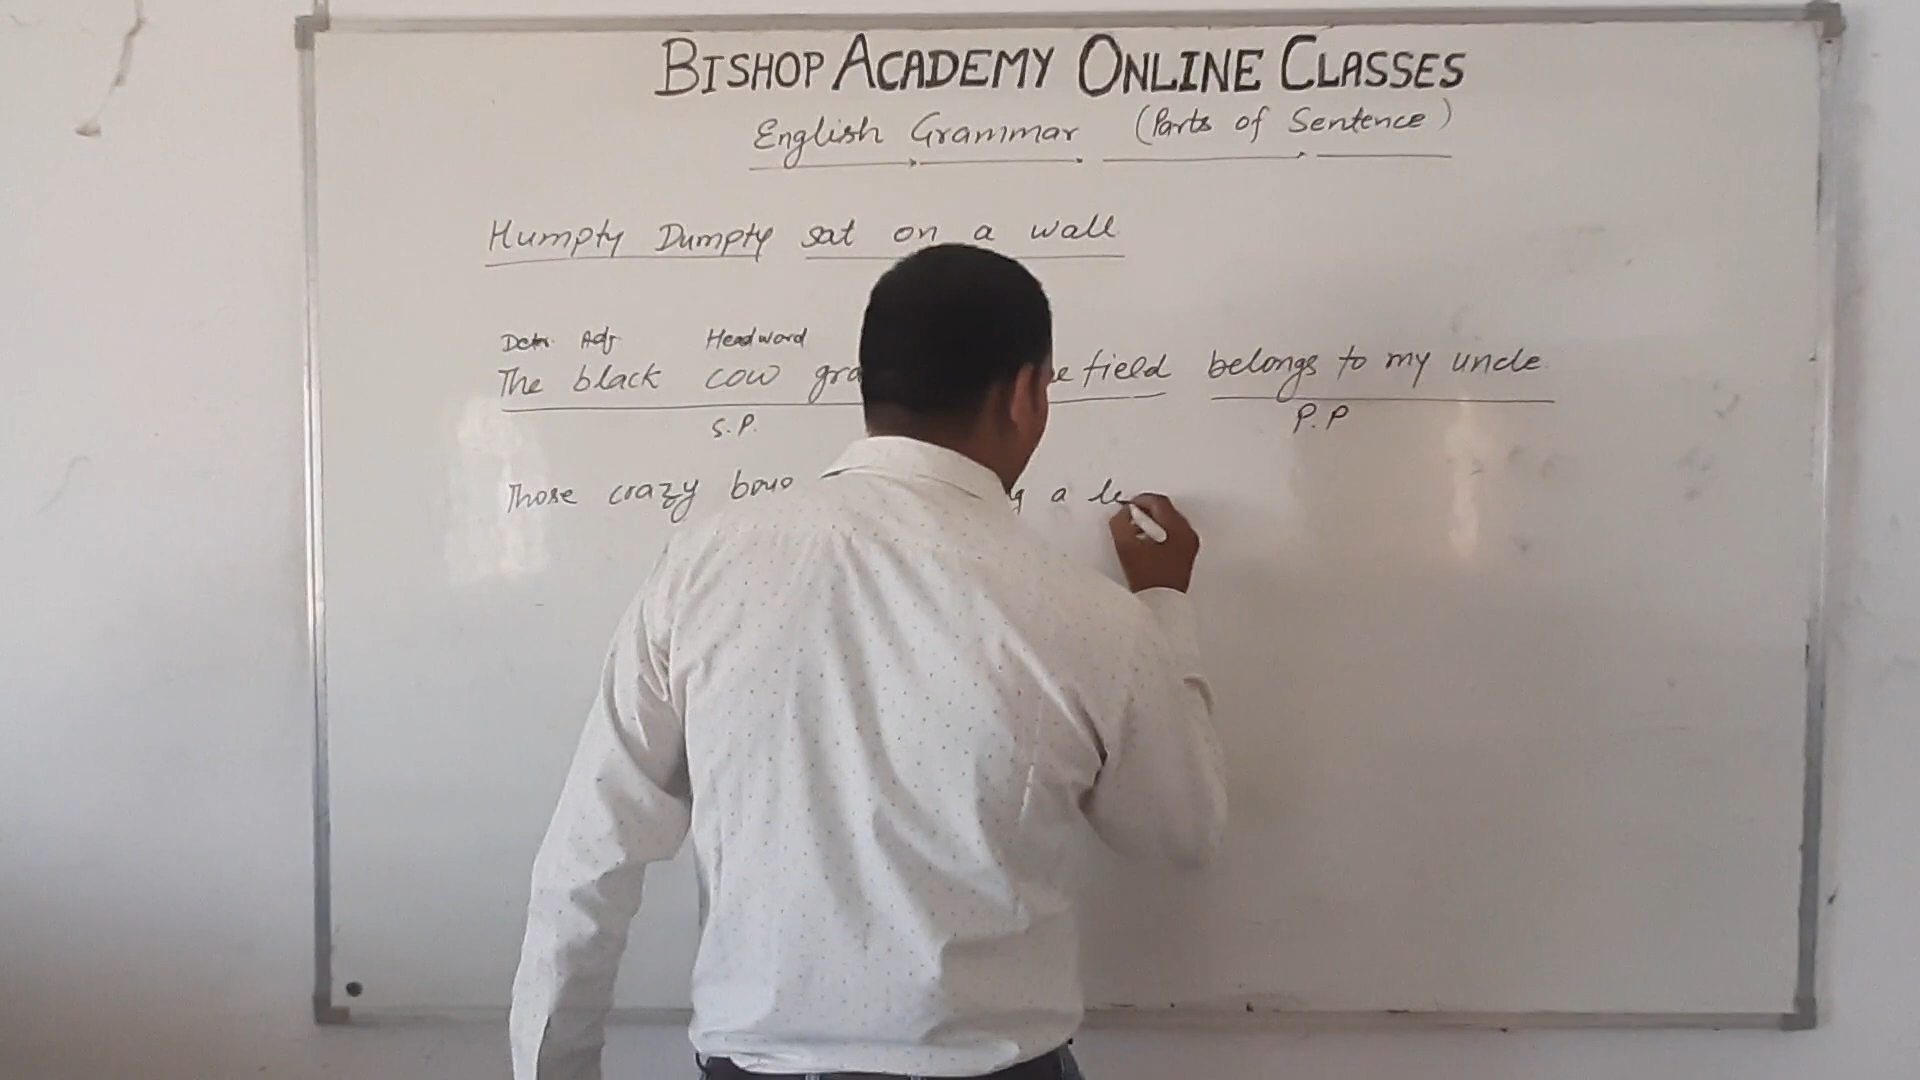 BISHOP ACADEMY ONLINE CLASSES
English Grammar (Parts of Sentence)
Humpty Dumpty sat on a wall
Detr. Adj Headword
The black cow gra e field belongs to my uncle.
S.P. P.P
Those crazy boys g a le